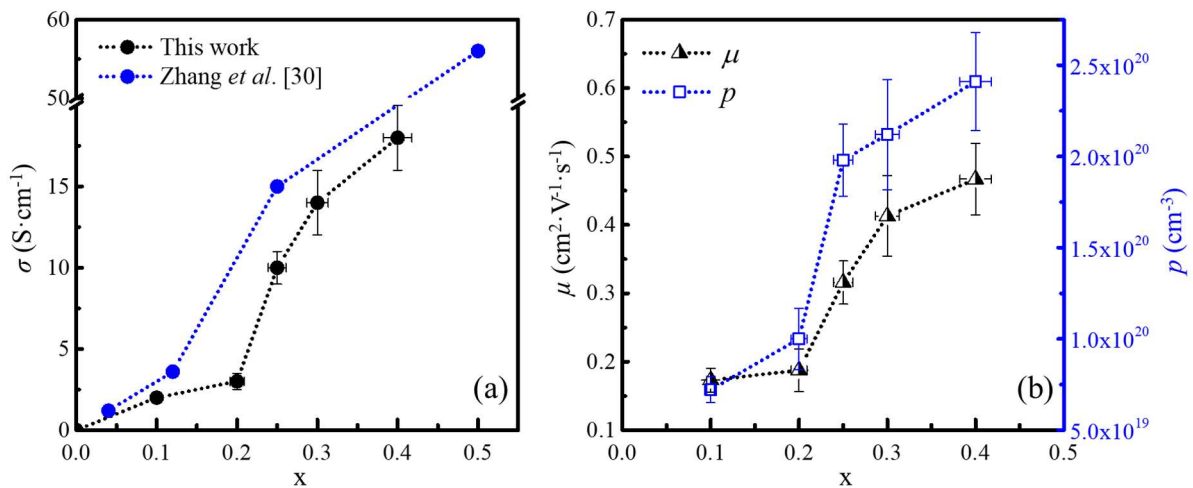 60
50
15
10
5
0
σ (S·cm⁻¹)
This work
Zhang et al. [30]
(a)
0.0 0.1 0.2 0.3 0.4 0.5
x
0.7
0.6
0.5
0.4
0.3
0.2
0.1
μ (cm²·V⁻¹·s⁻¹)
μ
p
(b)
0.0 0.1 0.2 0.3 0.4 0.5
x
2.5x10²⁰
2.0x10²⁰
1.5x10²⁰
1.0x10²⁰
5.0x10¹⁹
p (cm⁻³)